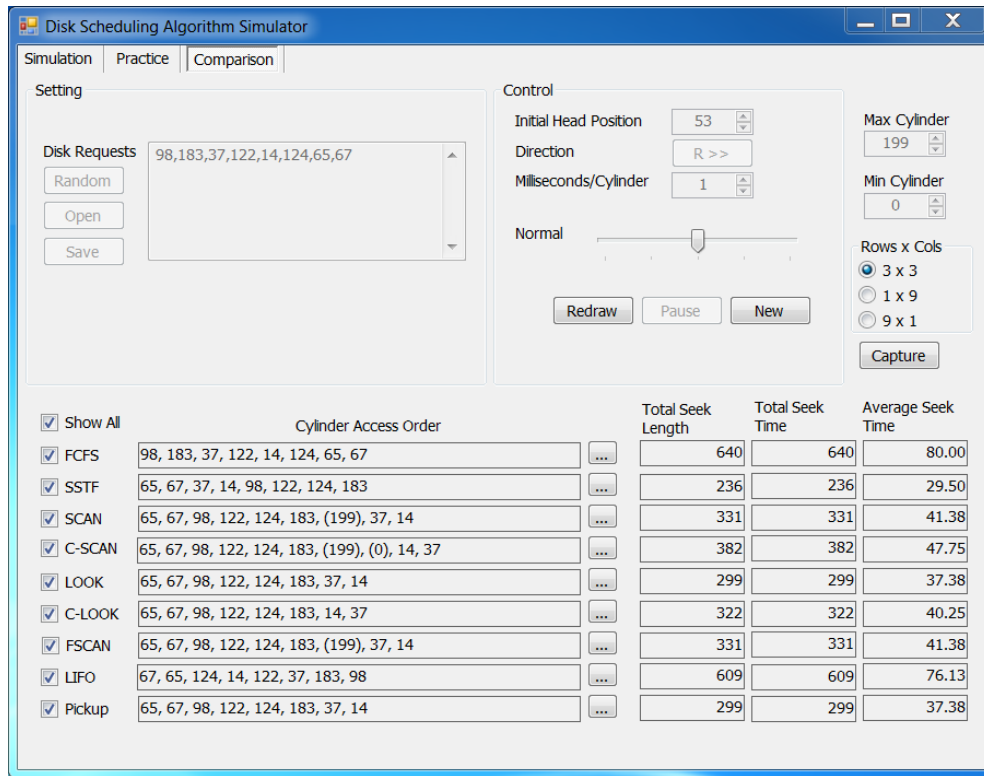 Disk Scheduling Algorithm Simulator
Simulation Practice Comparison
Setting
Disk Requests
98,183,37,122,14,124,65,67
Random
Open
Save
Control
Initial Head Position 53
Direction R >>
Milliseconds/Cylinder 1
Normal
Redraw Pause New
Max Cylinder
199
Min Cylinder
0
Rows x Cols
3 x 3
1 x 9
9 x 1
Capture
Show All Cylinder Access Order Total Seek Length Total Seek Time Average Seek Time
FCFS 98, 183, 37, 122, 14, 124, 65, 67 ... 640 640 80.00
SSTF 65, 67, 37, 14, 98, 122, 124, 183 ... 236 236 29.50
SCAN 65, 67, 98, 122, 124, 183, (199), 37, 14 ... 331 331 41.38
C-SCAN 65, 67, 98, 122, 124, 183, (199), (0), 14, 37 ... 382 382 47.75
LOOK 65, 67, 98, 122, 124, 183, 37, 14 ... 299 299 37.38
C-LOOK 65, 67, 98, 122, 124, 183, 14, 37 ... 322 322 40.25
FSCAN 65, 67, 98, 122, 124, 183, (199), 37, 14 ... 331 331 41.38
LIFO 67, 65, 124, 14, 122, 37, 183, 98 ... 609 609 76.13
Pickup 65, 67, 98, 122, 124, 183, 37, 14 ... 299 299 37.38